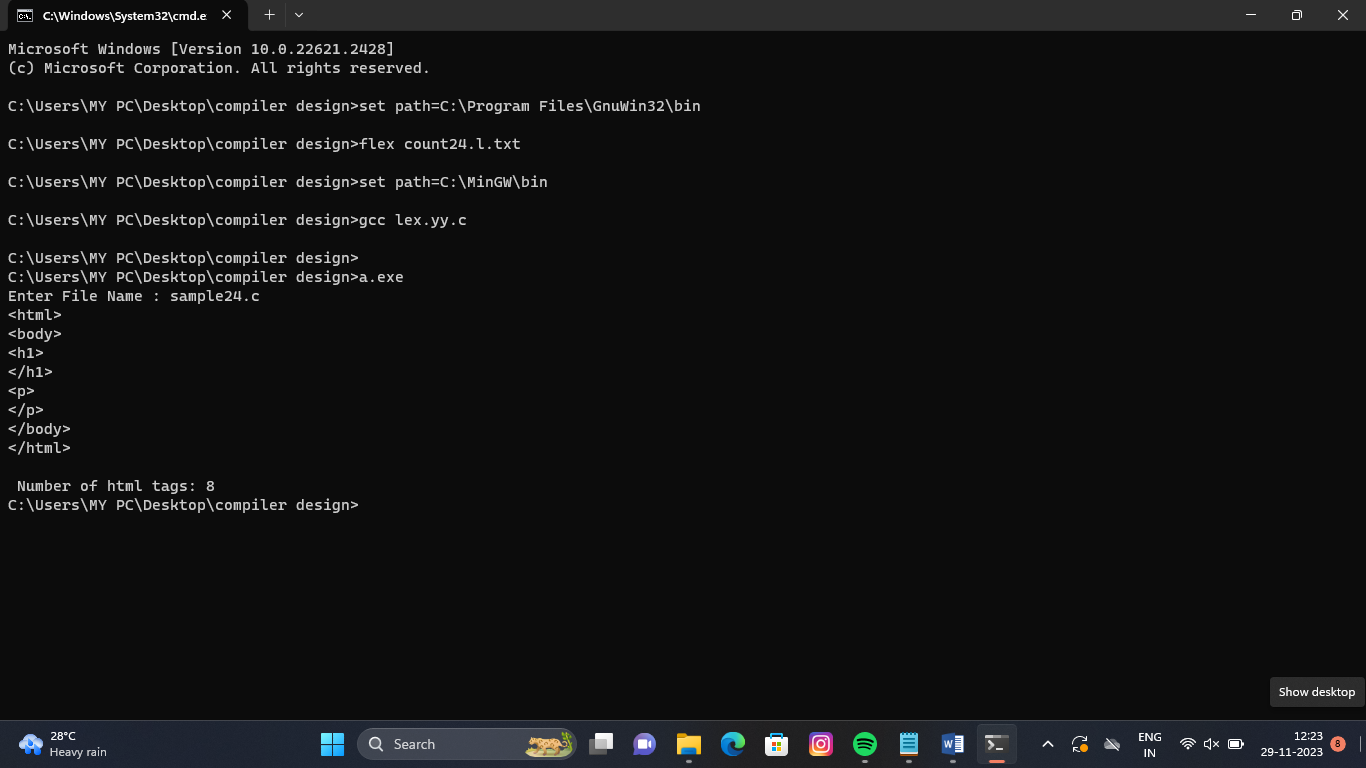 C:\Windows\System32\cmd.e
Microsoft Windows [Version 10.0.22621.2428]
(c) Microsoft Corporation. All rights reserved.
C:\Users\MY PC\Desktop\compiler design>set path=C:\Program Files\GnuWin32\bin
C:\Users\MY PC\Desktop\compiler design>flex count24.l.txt
C:\Users\MY PC\Desktop\compiler design>set path=C:\MinGW\bin
C:\Users\MY PC\Desktop\compiler design>gcc lex.yy.c
C:\Users\MY PC\Desktop\compiler design>
C:\Users\MY PC\Desktop\compiler design>a.exe
Enter File Name : sample24.c
<html>
<body>
<h1>
</h1>
<p>
</p>
</body>
</html>
Number of html tags: 8
C:\Users\MY PC\Desktop\compiler design>
Show desktop
28°C
Heavy rain
Search
ENG
IN
12:23
29-11-2023
8